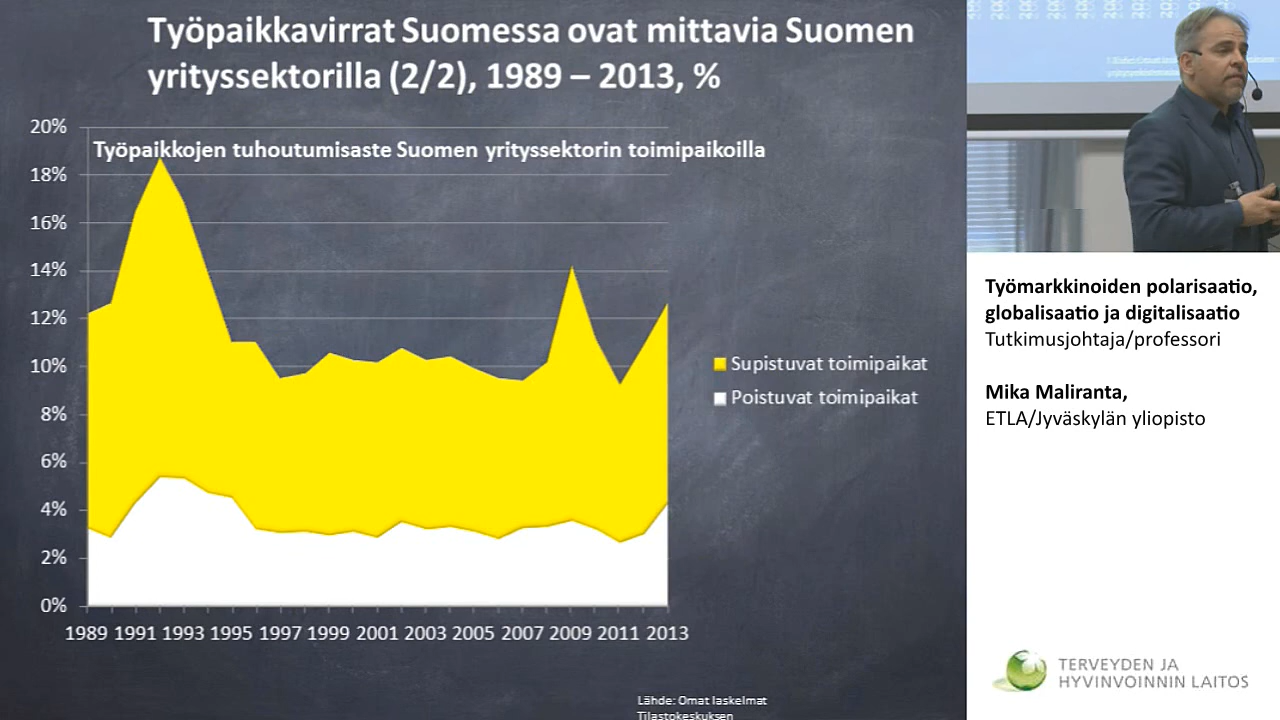 Työpaikkavirrat Suomessa ovat mittavia Suomen
yrityssektorilla (2/2), 1989 – 2013, %
Työpaikkojen tuhoutumisaste Suomen yrityssektorin toimipaikoilla
20%
18%
16%
14%
12%
10%
8%
6%
4%
2%
0%
1989 1991 1993 1995 1997 1999 2001 2003 2005 2007 2009 2011 2013
Supistuvat toimipaikat
Poistuvat toimipaikat
Lähde: Omat laskelmat
Tilastokeskuksen
Työmarkkinoiden polarisaatio,
globalisaatio ja digitalisaatio
Tutkimusjohtaja/professori
Mika Maliranta,
ETLA/Jyväskylän yliopisto
TERVEYDEN JA
HYVINVOINNIN LAITOS